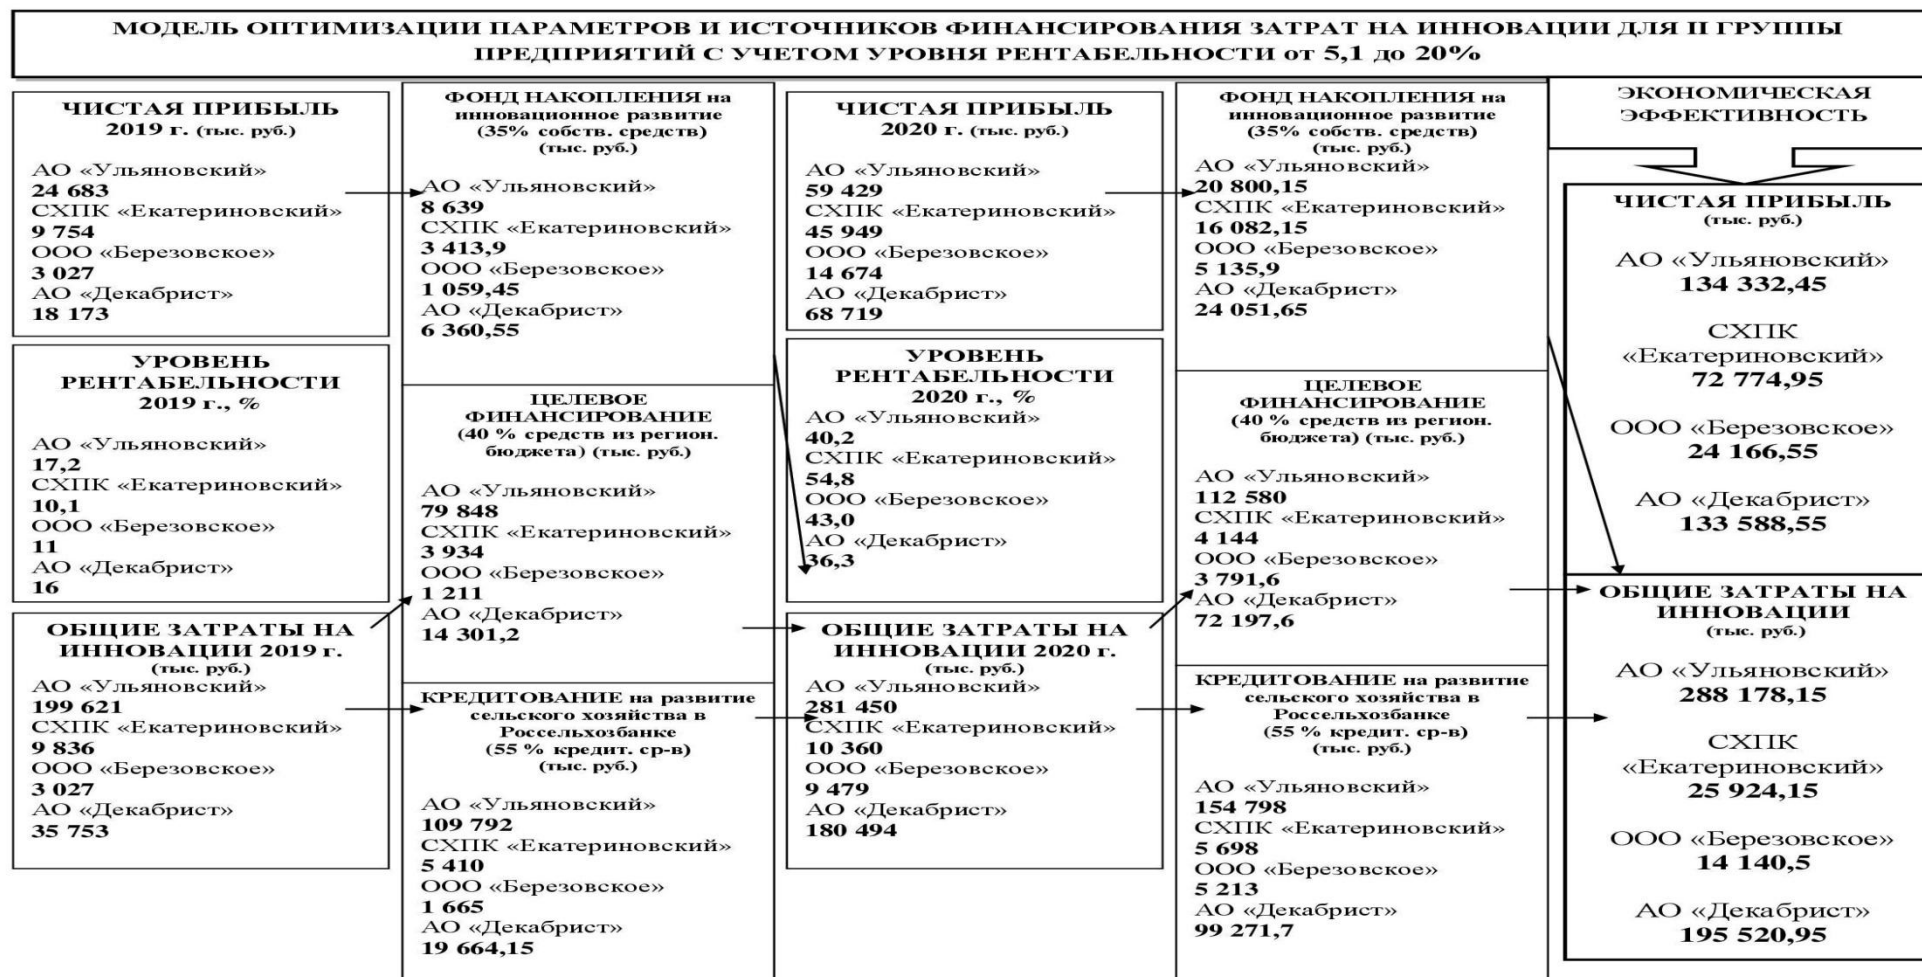 МОДЕЛЬ ОПТИМИЗАЦИИ ПАРАМЕТРОВ И ИСТОЧНИКОВ ФИНАНСИРОВАНИЯ ЗАТРАТ НА ИННОВАЦИИ ДЛЯ II ГРУППЫ
ПРЕДПРИЯТИЙ С УЧЕТОМ УРОВНЯ РЕНТАБЕЛЬНОСТИ от 5,1 до 20%
ЧИСТАЯ ПРИБЫЛЬ
2019 г. (тыс. руб.)
АО «Ульяновский»
24 683
СХПК «Екатериновский»
9 754
ООО «Березовское»
3 027
АО «Декабрист»
18 173
УРОВЕНЬ
РЕНТАБЕЛЬНОСТИ
2019 г., %
АО «Ульяновский»
17,2
СХПК «Екатериновский»
10,1
ООО «Березовское»
11
АО «Декабрист»
16
ОБЩИЕ ЗАТРАТЫ НА
ИННОВАЦИИ 2019 г.
(тыс. руб.)
АО «Ульяновский»
199 621
СХПК «Екатериновский»
9 836
ООО «Березовское»
3 027
АО «Декабрист»
35 753
ФОНД НАКОПЛЕНИЯ на
инновационное развитие
(35% собств. средств)
(тыс. руб.)
АО «Ульяновский»
8 639
СХПК «Екатериновский»
3 413,9
ООО «Березовское»
1 059,45
АО «Декабрист»
6 360,55
ЦЕЛЕВОЕ
ФИНАНСИРОВАНИЕ
(40 % средств из регион.
бюджета) (тыс. руб.)
АО «Ульяновский»
79 848
СХПК «Екатериновский»
3 934
ООО «Березовское»
1 211
АО «Декабрист»
14 301,2
КРЕДИТОВАНИЕ на развитие
сельского хозяйства в
Россельхозбанке
(55 % кредит. ср-в)
(тыс. руб.)
АО «Ульяновский»
109 792
СХПК «Екатериновский»
5 410
ООО «Березовское»
1 665
АО «Декабрист»
19 664,15
ЧИСТАЯ ПРИБЫЛЬ
2020 г. (тыс. руб.)
АО «Ульяновский»
59 429
СХПК «Екатериновский»
45 949
ООО «Березовское»
14 674
АО «Декабрист»
68 719
УРОВЕНЬ
РЕНТАБЕЛЬНОСТИ
2020 г., %
АО «Ульяновский»
40,2
СХПК «Екатериновский»
54,8
ООО «Березовское»
43,0
АО «Декабрист»
36,3
ОБЩИЕ ЗАТРАТЫ НА
ИННОВАЦИИ 2020 г.
(тыс. руб.)
АО «Ульяновский»
281 450
СХПК «Екатериновский»
10 360
ООО «Березовское»
9 479
АО «Декабрист»
180 494
ФОНД НАКОПЛЕНИЯ на
инновационное развитие
(35% собств. средств)
(тыс. руб.)
АО «Ульяновский»
20 800,15
СХПК «Екатериновский»
16 082,15
ООО «Березовское»
5 135,9
АО «Декабрист»
24 051,65
ЦЕЛЕВОЕ
ФИНАНСИРОВАНИЕ
(40 % средств из регион.
бюджета) (тыс. руб.)
АО «Ульяновский»
112 580
СХПК «Екатериновский»
4 144
ООО «Березовское»
3 791,6
АО «Декабрист»
72 197,6
КРЕДИТОВАНИЕ на развитие
сельского хозяйства в
Россельхозбанке
(55 % кредит. ср-в)
(тыс. руб.)
АО «Ульяновский»
154 798
СХПК «Екатериновский»
5 698
ООО «Березовское»
5 213
АО «Декабрист»
99 271,7
ЭКОНОМИЧЕСКАЯ
ЭФФЕКТИВНОСТЬ
ЧИСТАЯ ПРИБЫЛЬ
(тыс. руб.)
АО «Ульяновский»
134 332,45
СХПК
«Екатериновский»
72 774,95
ООО «Березовское»
24 166,55
АО «Декабрист»
133 588,55
ОБЩИЕ ЗАТРАТЫ НА
ИННОВАЦИИ
(тыс. руб.)
АО «Ульяновский»
288 178,15
СХПК
«Екатериновский»
25 924,15
ООО «Березовское»
14 140,5
АО «Декабрист»
195 520,95